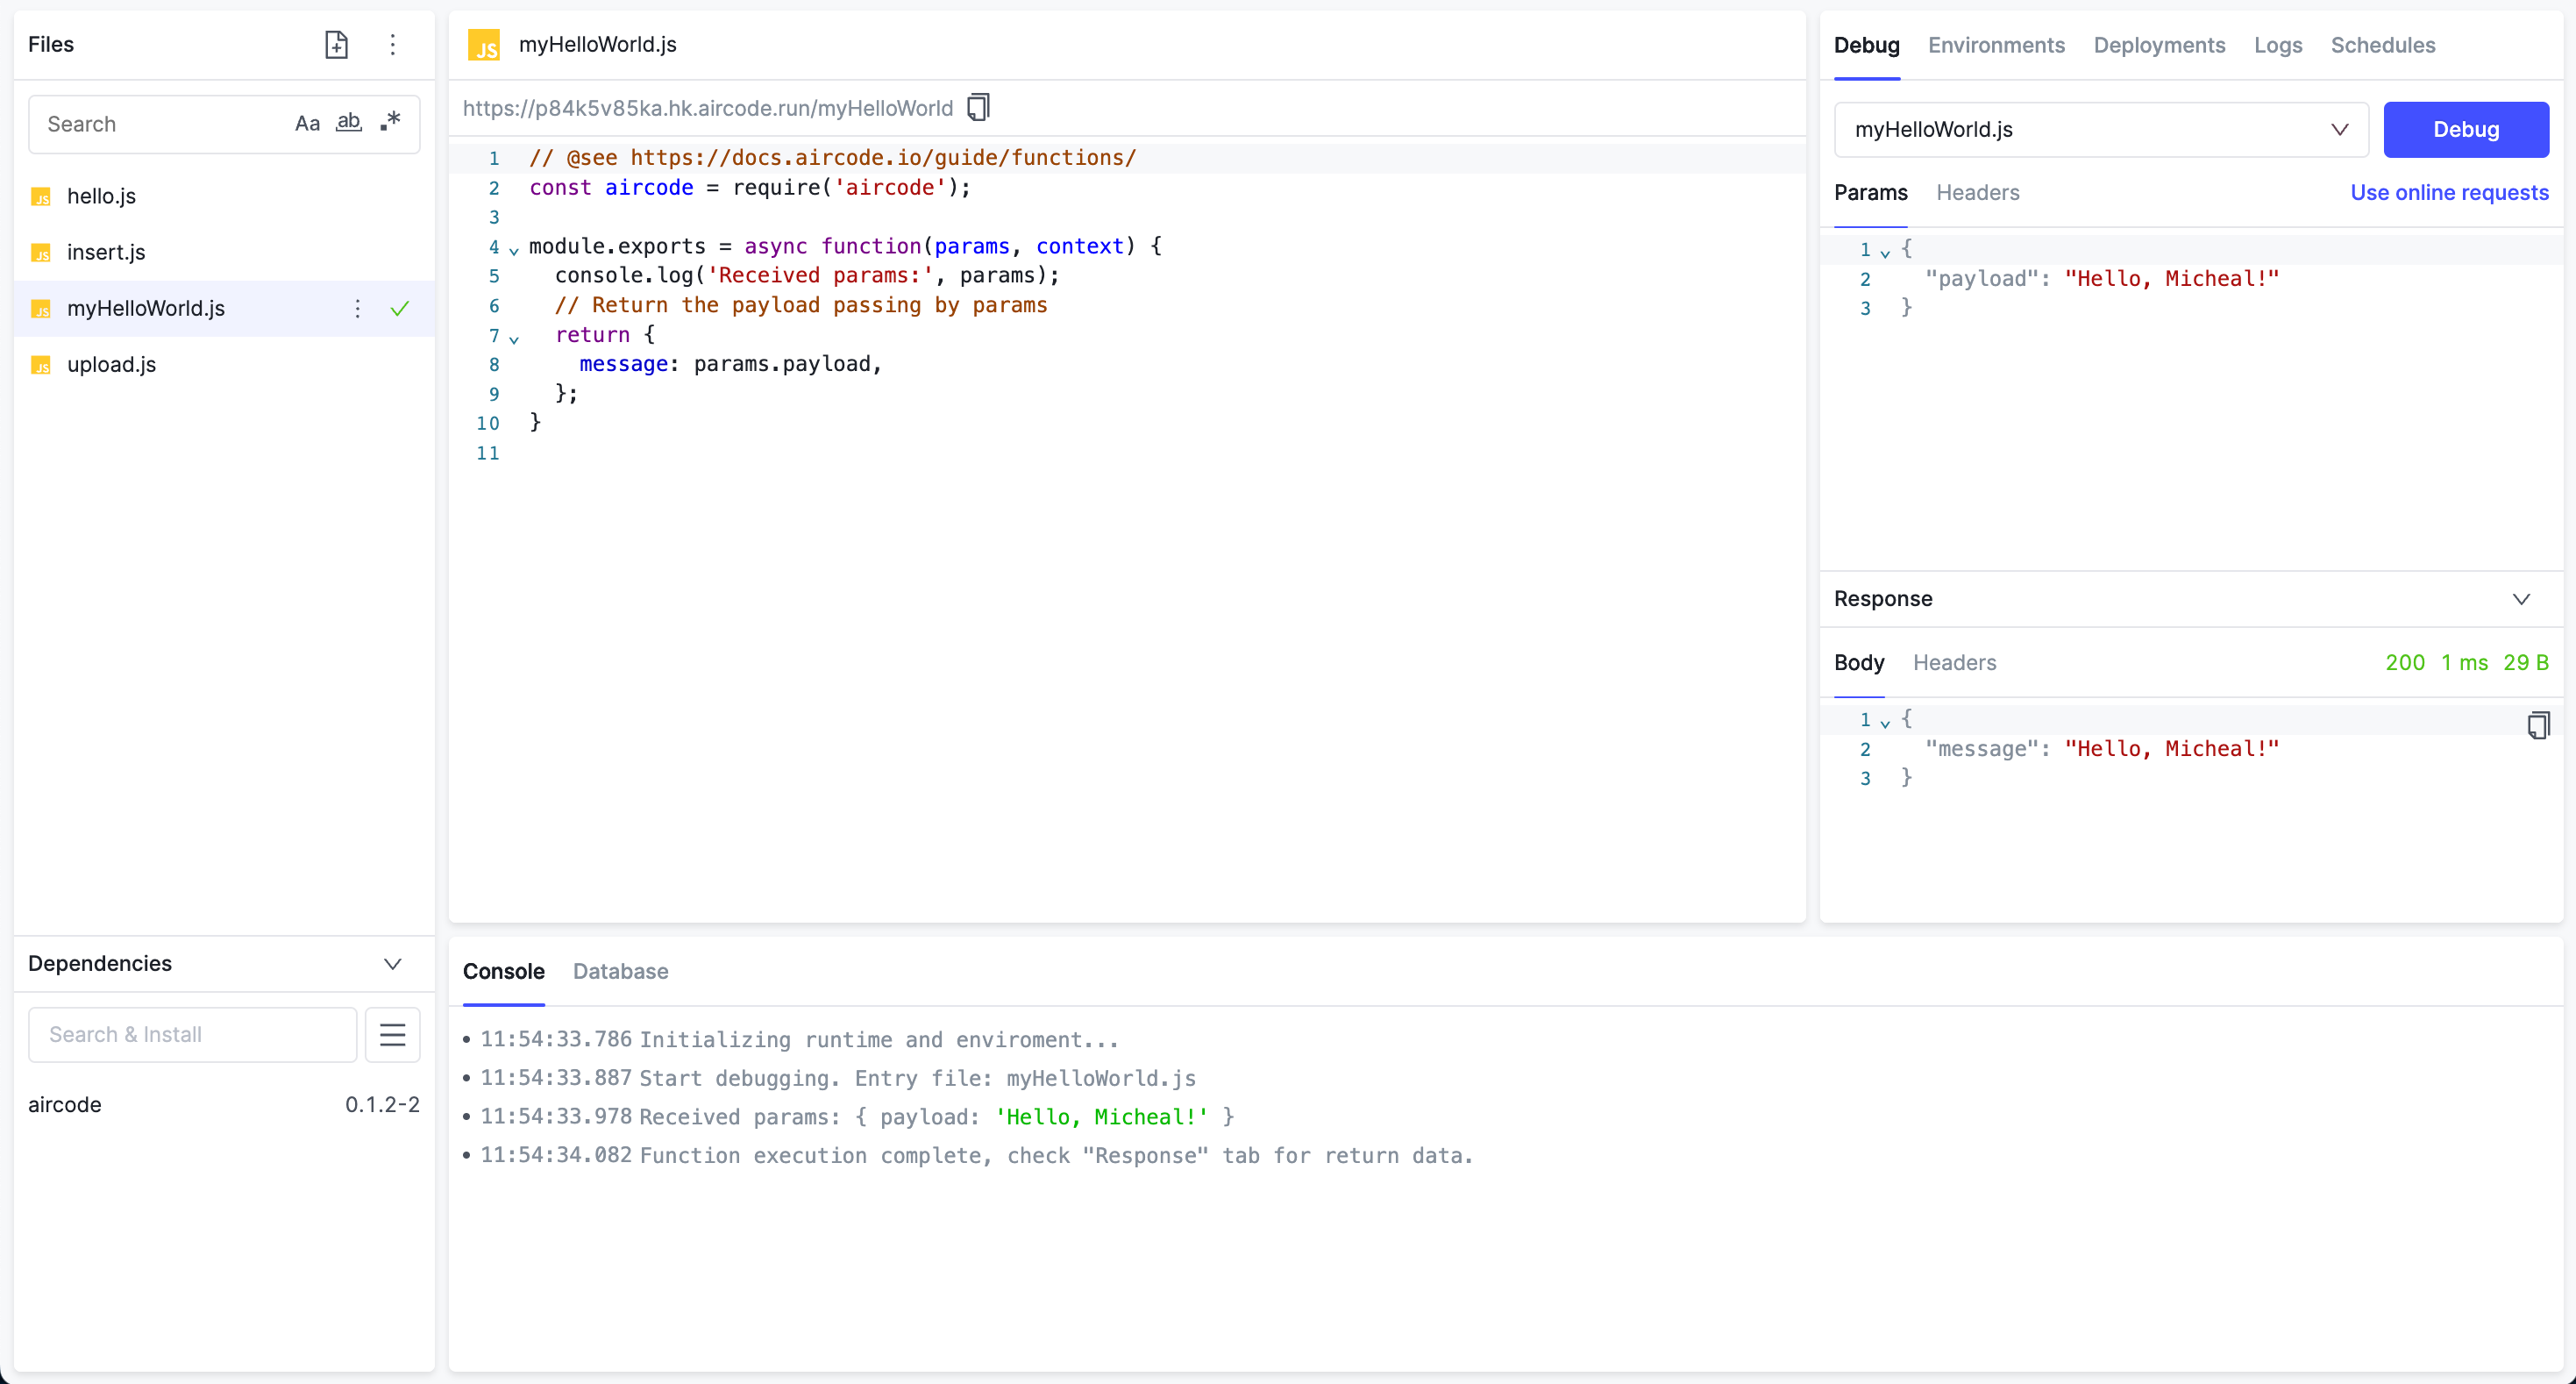 Files
Search Aa ab .*
JS hello.js
JS insert.js
JS myHelloWorld.js
JS upload.js
Dependencies
Search & Install
aircode 0.1.2-2
JS myHelloWorld.js
https://p84k5v85ka.hk.aircode.run/myHelloWorld
1 // @see https://docs.aircode.io/guide/functions/
2 const aircode = require('aircode');
3
4 module.exports = async function(params, context) {
5 console.log('Received params:', params);
6 // Return the payload passing by params
7 return {
8 message: params.payload,
9 };
10 }
11
Debug Environments Deployments Logs Schedules
myHelloWorld.js Debug
Params Headers Use online requests
1 {
2 "payload": "Hello, Micheal!"
3 }
Response
Body Headers 200 1 ms 29 B
1 {
2 "message": "Hello, Micheal!"
3 }
Console Database
• 11:54:33.786 Initializing runtime and enviroment...
• 11:54:33.887 Start debugging. Entry file: myHelloWorld.js
• 11:54:33.978 Received params: { payload: 'Hello, Micheal!' }
• 11:54:34.082 Function execution complete, check "Response" tab for return data.